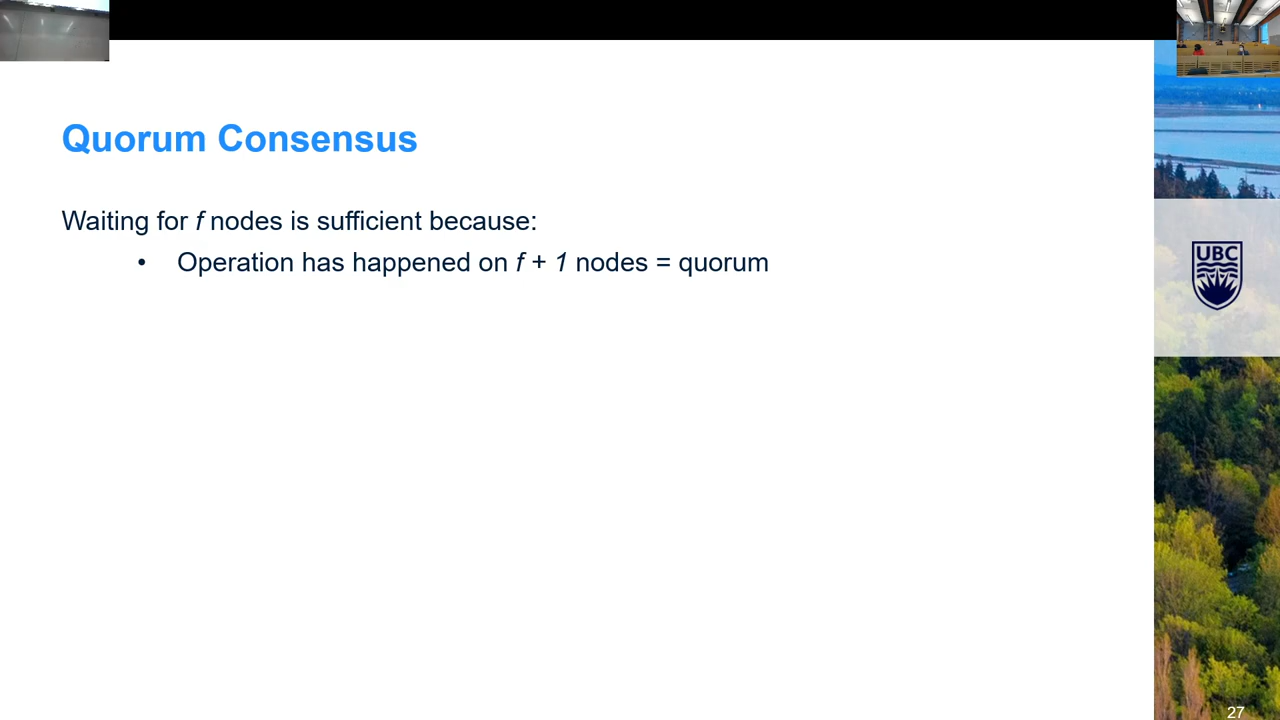 Quorum Consensus
Waiting for f nodes is sufficient because:
• Operation has happened on f + 1 nodes = quorum
UBC
27